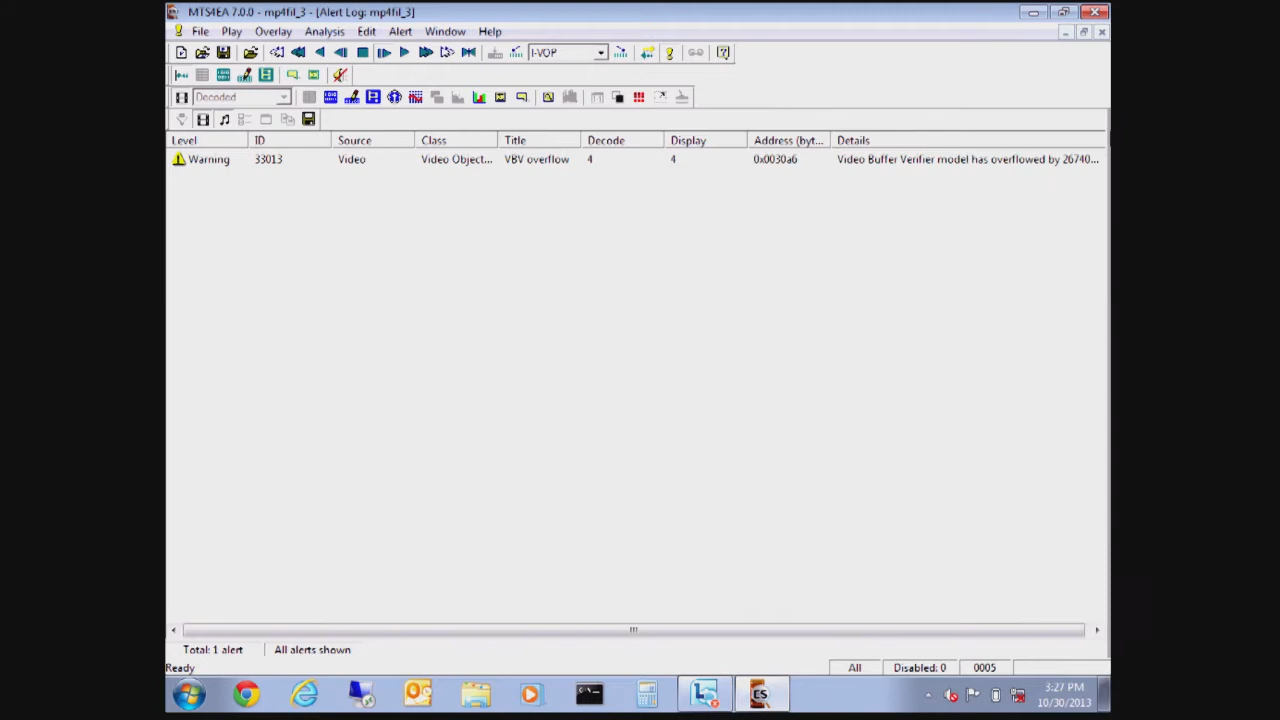 MTS4EA 7.0.0 - mp4fil_3 - [Alert Log: mp4fil_3]
File Play Overlay Analysis Edit Alert Window Help
I-VOP
Decoded
Level ID Source Class Title Decode Display Address (byt... Details
Warning 33013 Video Video Object... VBV overflow 4 4 0x0030a6 Video Buffer Verifier model has overflowed by 26740...
Total: 1 alert All alerts shown
Ready All Disabled: 0 0005
CS
3:27 PM
10/30/2013